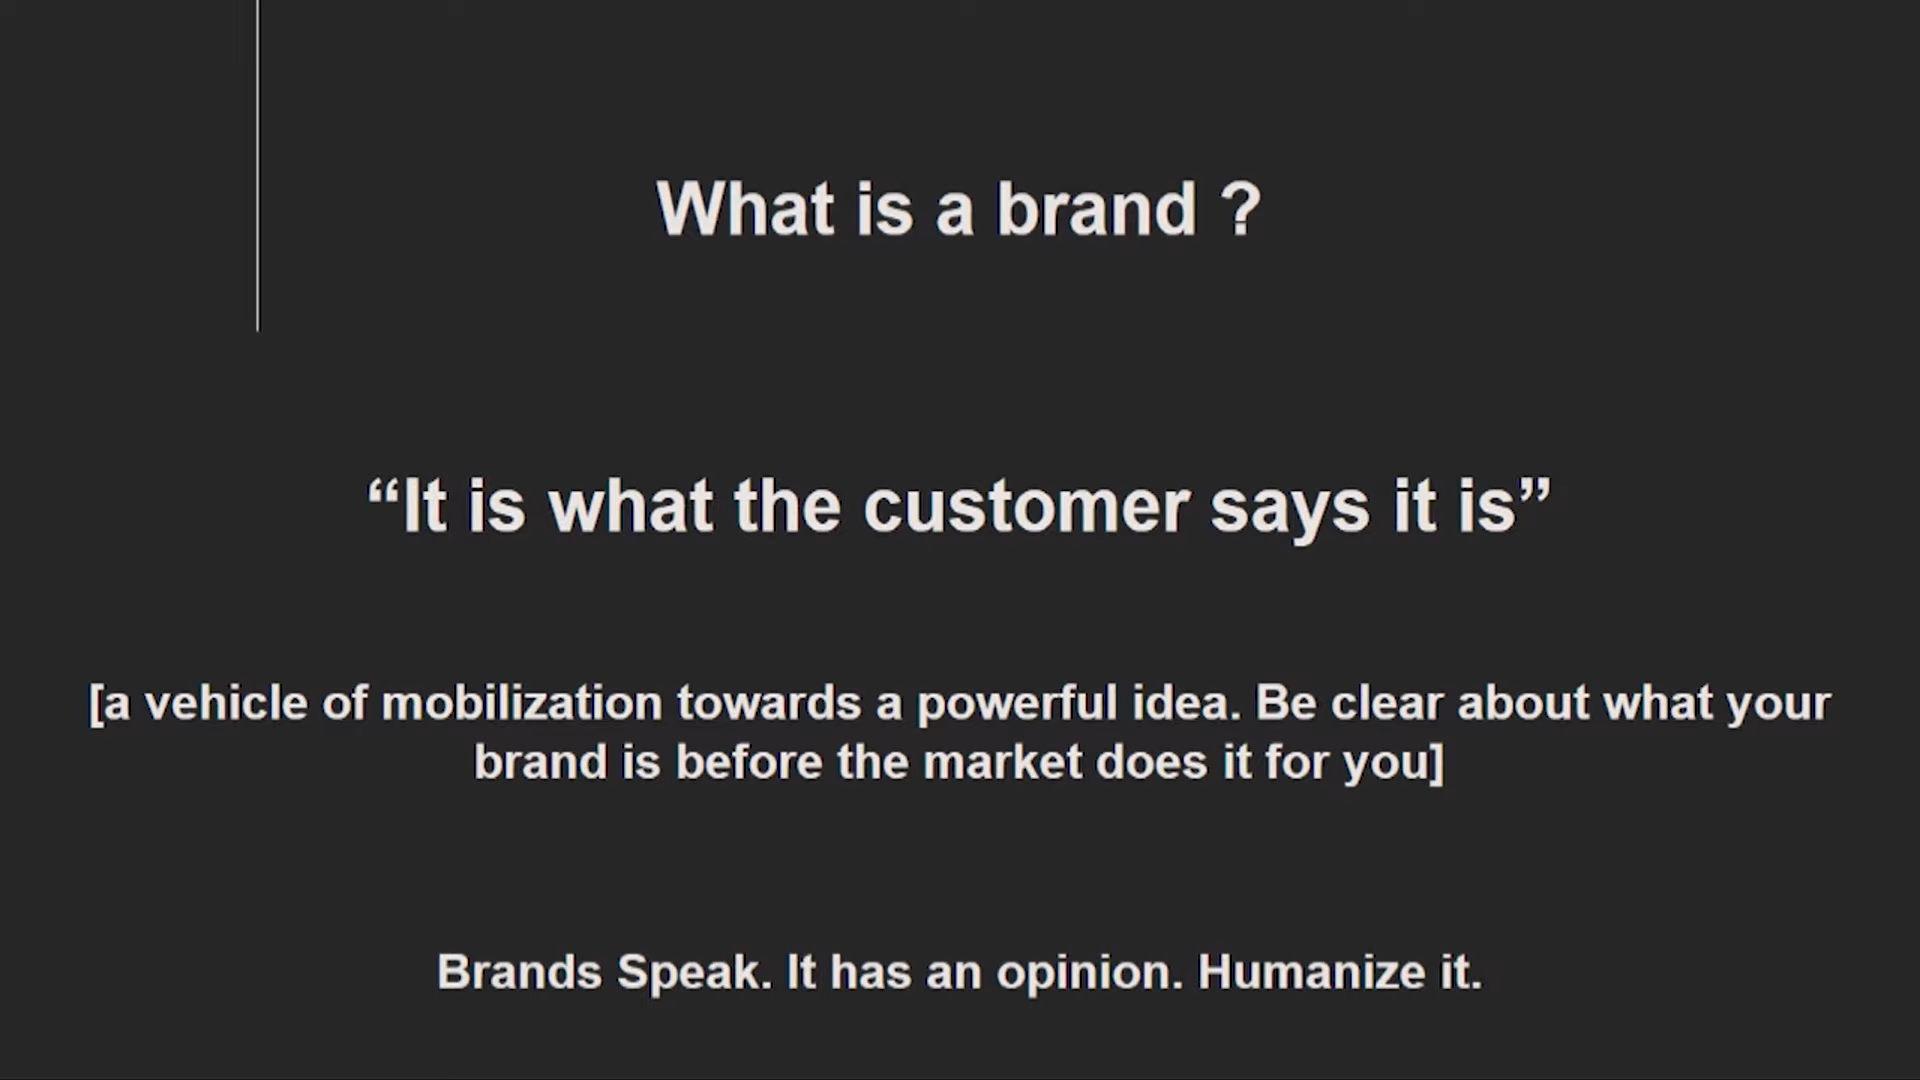 What is a brand ?
“It is what the customer says it is”
[a vehicle of mobilization towards a powerful idea. Be clear about what your
brand is before the market does it for you]
Brands Speak. It has an opinion. Humanize it.